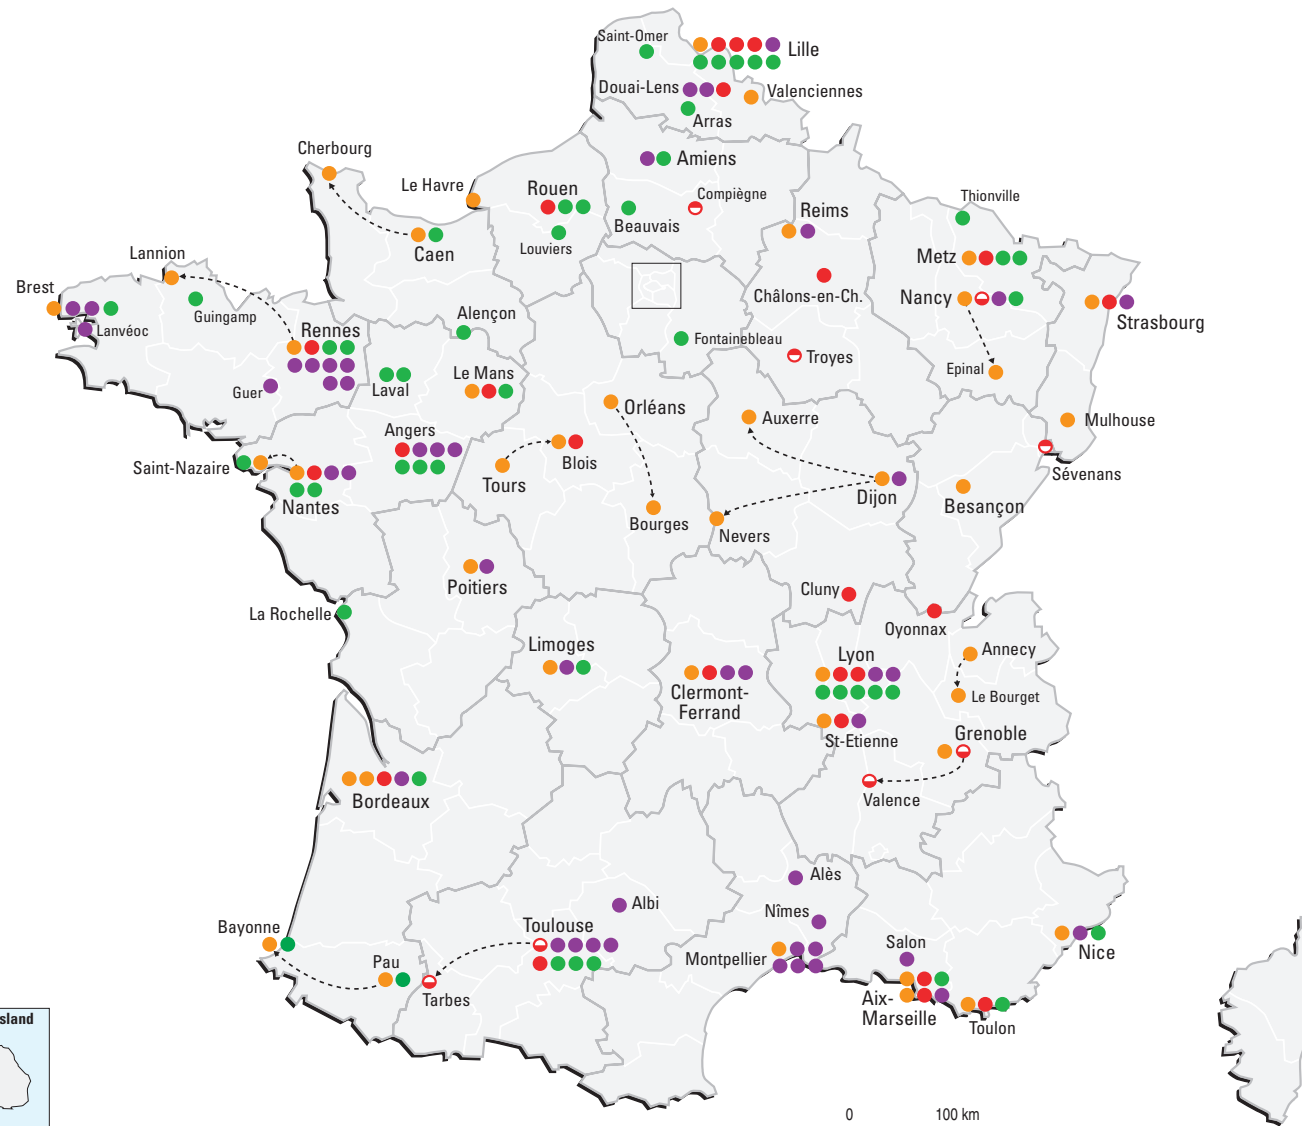 Saint-Omer
Lille
Douai-Lens
Valenciennes
Arras
Cherbourg
Amiens
Le Havre
Rouen
Compiègne
Thionville
Beauvais
Reims
Louviers
Caen
Lannion
Metz
Brest
Châlons-en-Ch.
Nancy
Guingamp
Alençon
Strasbourg
Lanvéoc
Rennes
Fontainebleau
Troyes
Le Mans
Epinal
Guer
Laval
Orléans
Auxerre
Mulhouse
Angers
Saint-Nazaire
Blois
Sévenans
Tours
Dijon
Nantes
Besançon
Bourges
Nevers
Poitiers
Cluny
La Rochelle
Oyonnax
Limoges
Lyon
Annecy
Clermont-
Ferrand
Le Bourget
St-Etienne
Grenoble
Bordeaux
Valence
Alès
Albi
Nîmes
Bayonne
Toulouse
Salon
Nice
Montpellier
Pau
Tarbes
Aix-
Marseille
Toulon
sland
0 100 km